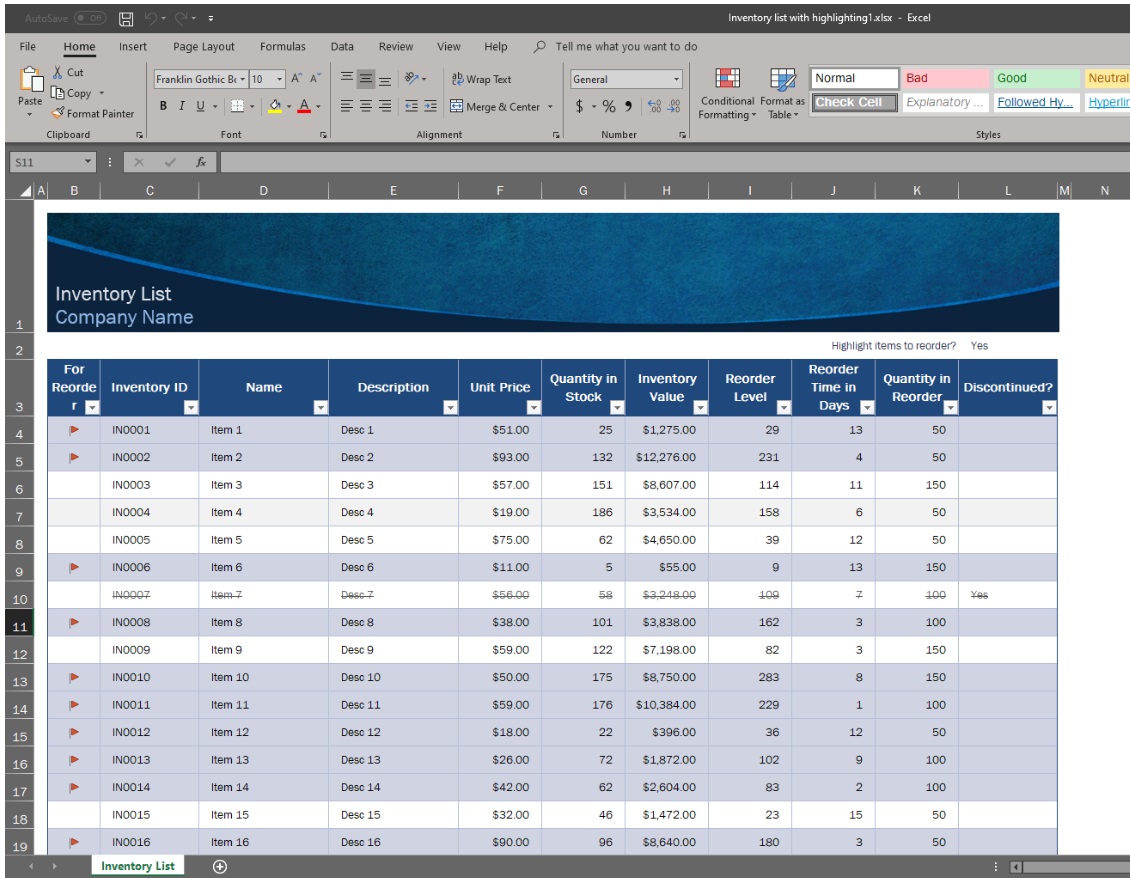 AutoSave Off Inventory list with highlighting1.xlsx - Excel
File Home Insert Page Layout Formulas Data Review View Help Tell me what you want to do
Paste Cut Copy Format Painter
Franklin Gothic Bo 10 A A
B I U A
ab Wrap Text
Merge & Center
General
$ % 9
Conditional Formatting Format as Table
Normal Bad Good Neutral
Check Cell Explanatory ... Followed Hy... Hyperlin
Clipboard Font Alignment Number Styles
S11 fx
A B C D E F G H I J K L M N
1 Inventory List
Company Name
2 Highlight items to reorder? Yes
3 For Reorder Inventory ID Name Description Unit Price Quantity in Stock Inventory Value Reorder Level Reorder Time in Days Quantity in Reorder Discontinued?
4 IN0001 Item 1 Desc 1 $51.00 25 $1,275.00 29 13 50
5 IN0002 Item 2 Desc 2 $93.00 132 $12,276.00 231 4 50
6 IN0003 Item 3 Desc 3 $57.00 151 $8,607.00 114 11 150
7 IN0004 Item 4 Desc 4 $19.00 186 $3,534.00 158 6 50
8 IN0005 Item 5 Desc 5 $75.00 62 $4,650.00 39 12 50
9 IN0006 Item 6 Desc 6 $11.00 5 $55.00 9 13 150
10 IN0007 Item 7 Desc 7 $56.00 58 $3,248.00 109 7 100 Yes
11 IN0008 Item 8 Desc 8 $38.00 101 $3,838.00 162 3 100
12 IN0009 Item 9 Desc 9 $59.00 122 $7,198.00 82 3 150
13 IN0010 Item 10 Desc 10 $50.00 175 $8,750.00 283 8 150
14 IN0011 Item 11 Desc 11 $59.00 176 $10,384.00 229 1 100
15 IN0012 Item 12 Desc 12 $18.00 22 $396.00 36 12 50
16 IN0013 Item 13 Desc 13 $26.00 72 $1,872.00 102 9 100
17 IN0014 Item 14 Desc 14 $42.00 62 $2,604.00 83 2 100
18 IN0015 Item 15 Desc 15 $32.00 46 $1,472.00 23 15 50
19 IN0016 Item 16 Desc 16 $90.00 96 $8,640.00 180 3 50
Inventory List